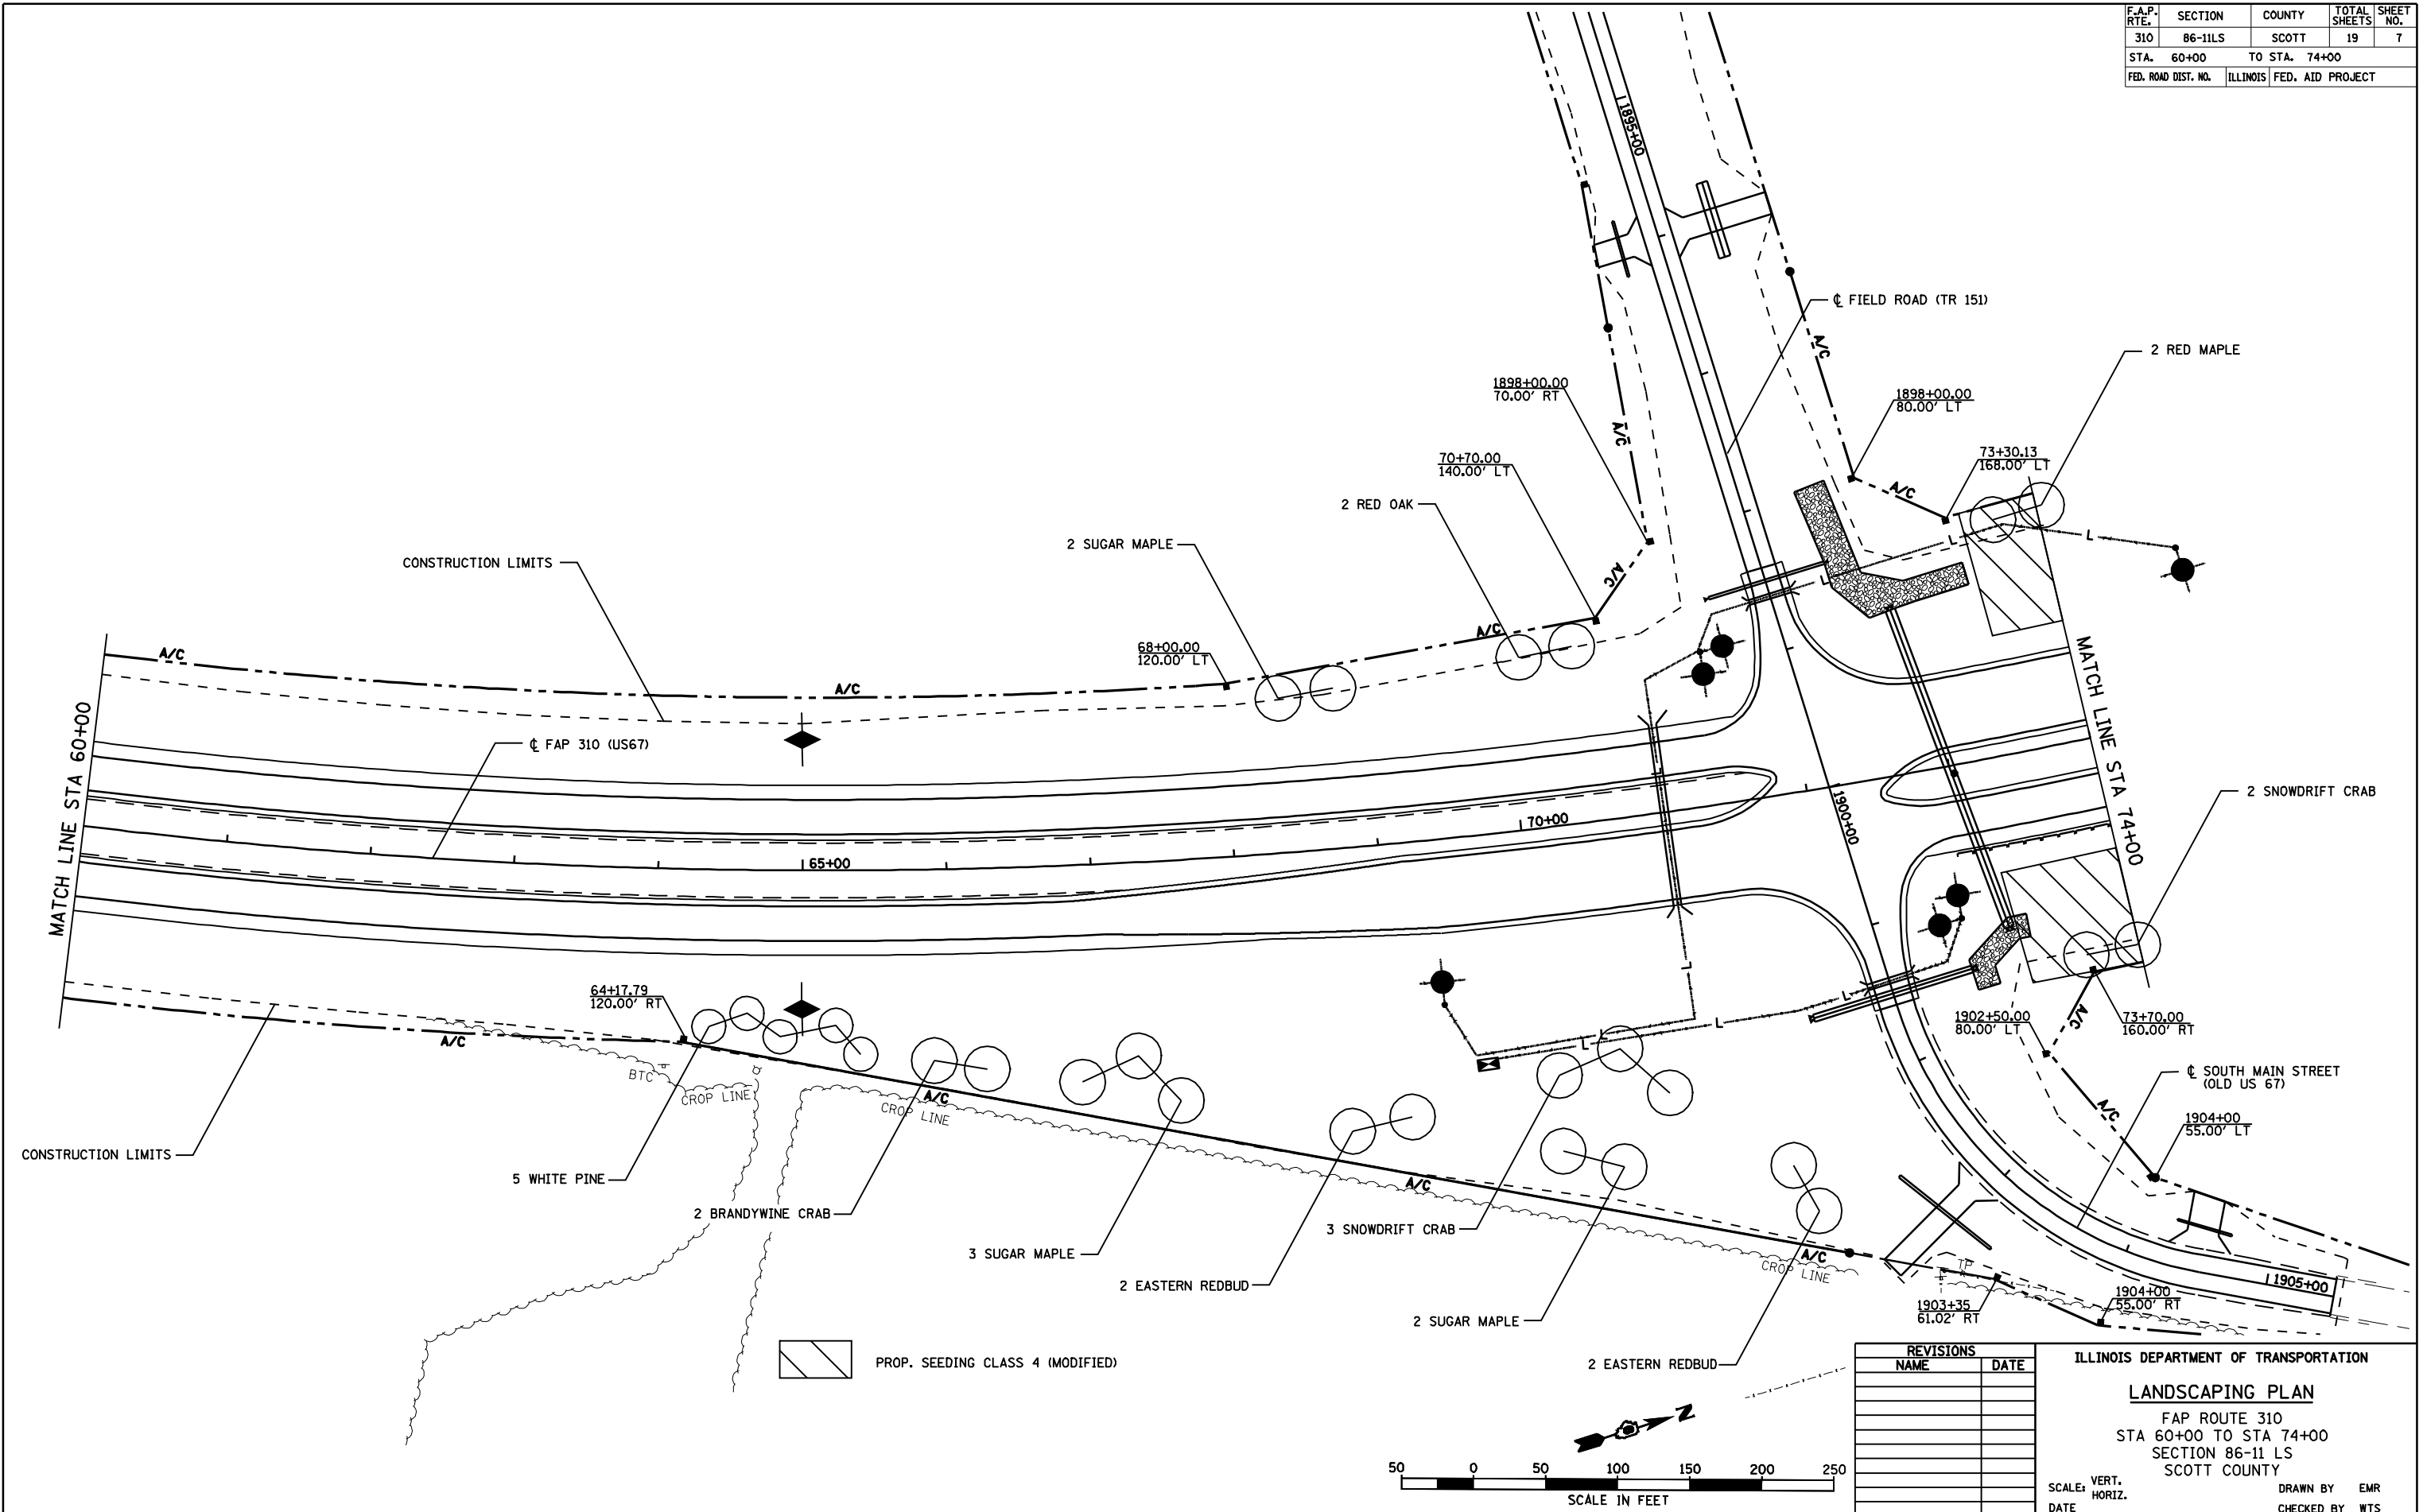 F.A.P. RTE. SECTION COUNTY TOTAL SHEETS SHEET NO.
310 86-11LS SCOTT 19 7
STA. 60+00 TO STA. 74+00
FED. ROAD DIST. NO. ILLINOIS FED. AID PROJECT
1895+00
℄ FIELD ROAD (TR 151)
A/C
2 RED MAPLE
1898+00.00
70.00' RT
1898+00.00
80.00' LT
A/C
70+70.00
140.00' LT
73+30.13
168.00' LT
A/C
2 RED OAK
2 SUGAR MAPLE
L
L
CONSTRUCTION LIMITS
A/C
L
A/C
68+00.00
120.00' LT
A/C
A/C
MATCH LINE STA 60+00
℄ FAP 310 (US67)
MATCH LINE STA 74+00
2 SNOWDRIFT CRAB
1900+00
70+00
65+00
L
L
64+17.79
120.00' RT
1902+50.00
80.00' LT
A/C
73+70.00
160.00' RT
L
L
L
A/C
BTC
CROP LINE
A/C
CROP LINE
℄ SOUTH MAIN STREET
(OLD US 67)
A/C
1904+00
55.00' LT
CONSTRUCTION LIMITS
5 WHITE PINE
A/C
2 BRANDYWINE CRAB
3 SNOWDRIFT CRAB
3 SUGAR MAPLE
A/C
CROP LINE
TP
2 EASTERN REDBUD
1905+00
1904+00
55.00' RT
1903+35
61.02' RT
2 SUGAR MAPLE
PROP. SEEDING CLASS 4 (MODIFIED)
2 EASTERN REDBUD
N
50 0 50 100 150 200 250
SCALE IN FEET
REVISIONS
NAME DATE
ILLINOIS DEPARTMENT OF TRANSPORTATION
LANDSCAPING PLAN
FAP ROUTE 310
STA 60+00 TO STA 74+00
SECTION 86-11 LS
SCOTT COUNTY
SCALE: VERT. HORIZ.
DRAWN BY EMR
DATE
CHECKED BY WTS